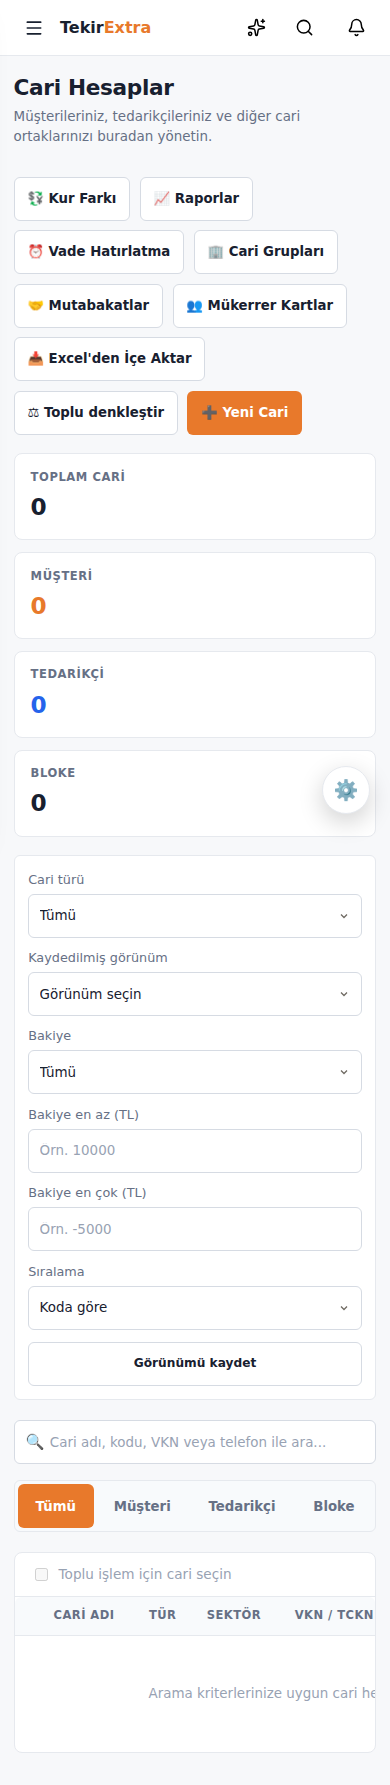 TekirExtra
Cari Hesaplar
Müşterileriniz, tedarikçileriniz ve diğer cari
ortaklarınızı buradan yönetin.
💱 Kur Farkı
📈 Raporlar
⏰ Vade Hatırlatma
🏢 Cari Grupları
🤝 Mutabakatlar
👥 Mükerrer Kartlar
📥 Excel'den İçe Aktar
⚖ Toplu denkleştir
➕ Yeni Cari
TOPLAM CARİ
0
MÜŞTERİ
0
TEDARİKÇİ
0
BLOKE
0
Cari türü
Tümü
Kaydedilmiş görünüm
Görünüm seçin
Bakiye
Tümü
Bakiye en az (TL)
Örn. 10000
Bakiye en çok (TL)
Örn. -5000
Sıralama
Koda göre
Görünümü kaydet
🔍 Cari adı, kodu, VKN veya telefon ile ara...
Tümü
Müşteri
Tedarikçi
Bloke
Toplu işlem için cari seçin
CARİ ADI
TÜR
SEKTÖR
VKN / TCKN
Arama kriterlerinize uygun cari he